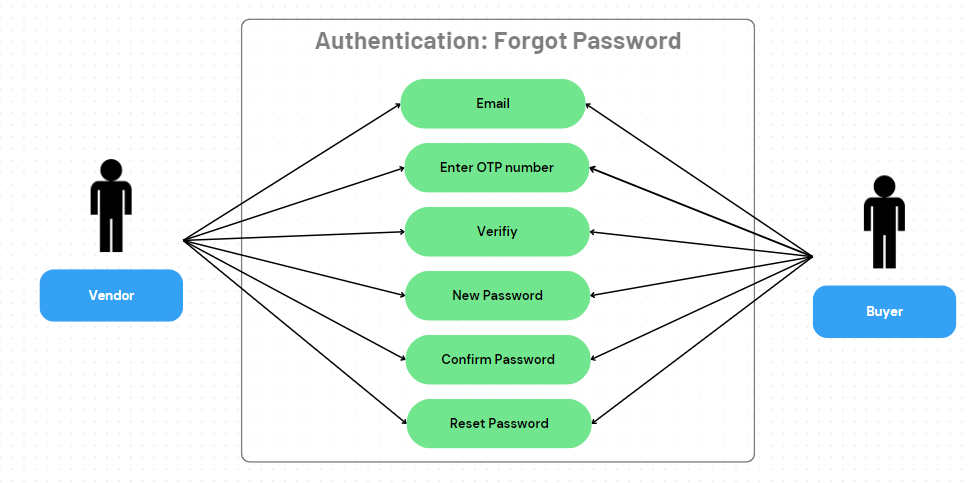 Authentication: Forgot Password
Email
Enter OTP number
Verifiy
New Password
Confirm Password
Reset Password
Vendor
Buyer